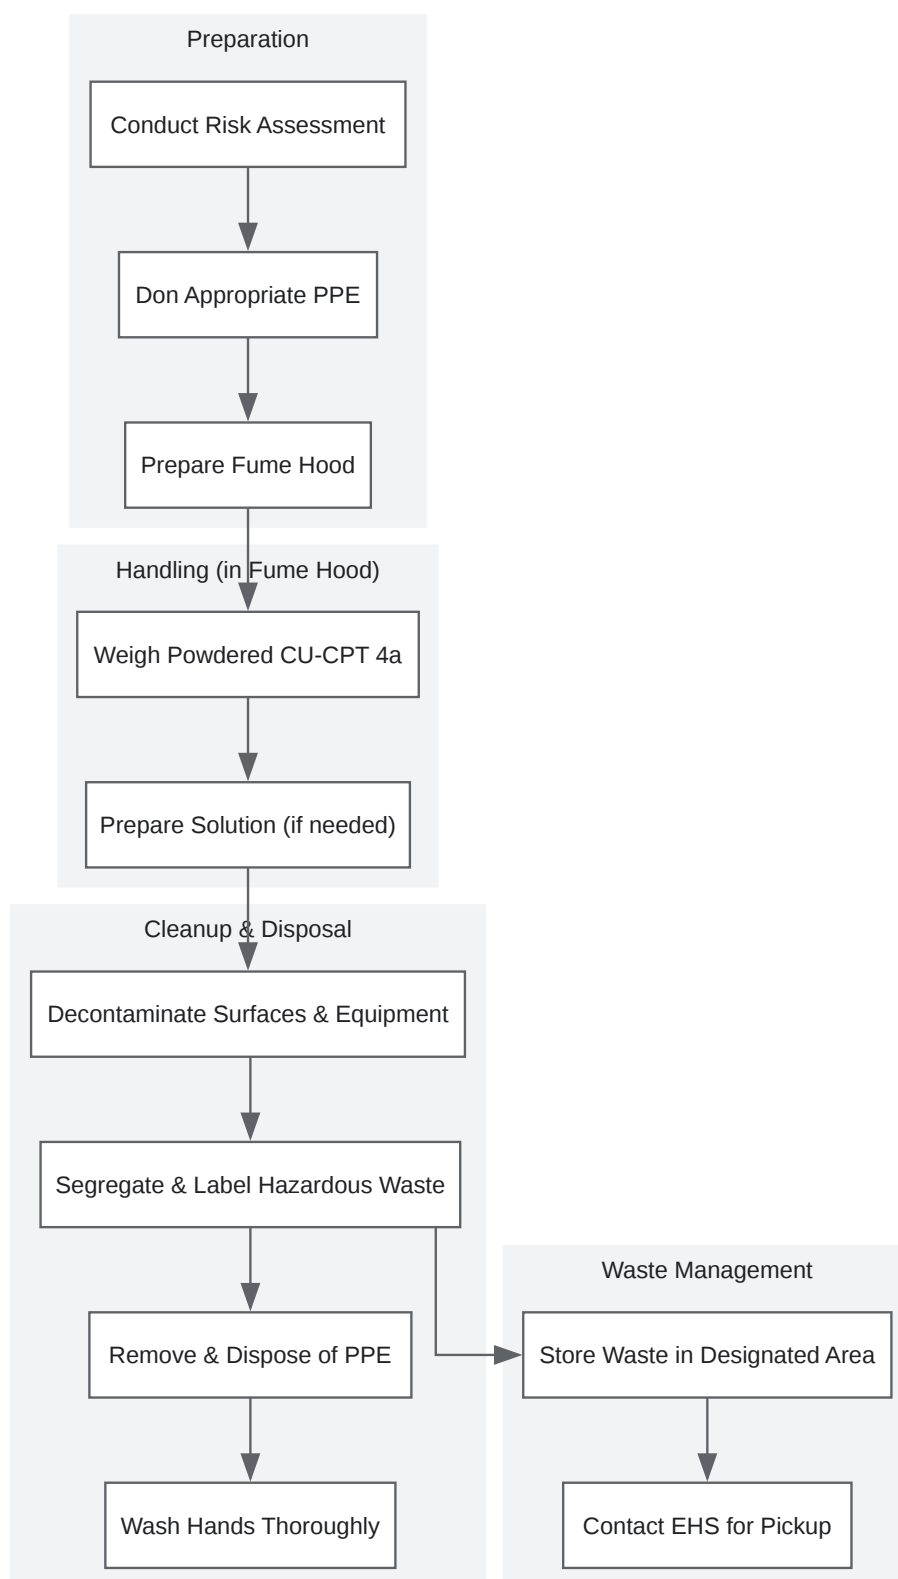 Preparation
Conduct Risk Assessment
Don Appropriate PPE
Prepare Fume Hood
Handling (in Fume Hood)
Weigh Powdered CU-CPT 4a
Prepare Solution (if needed)
Cleanup & Disposal
Decontaminate Surfaces & Equipment
Segregate & Label Hazardous Waste
Remove & Dispose of PPE
Wash Hands Thoroughly
Waste Management
Store Waste in Designated Area
Contact EHS for Pickup